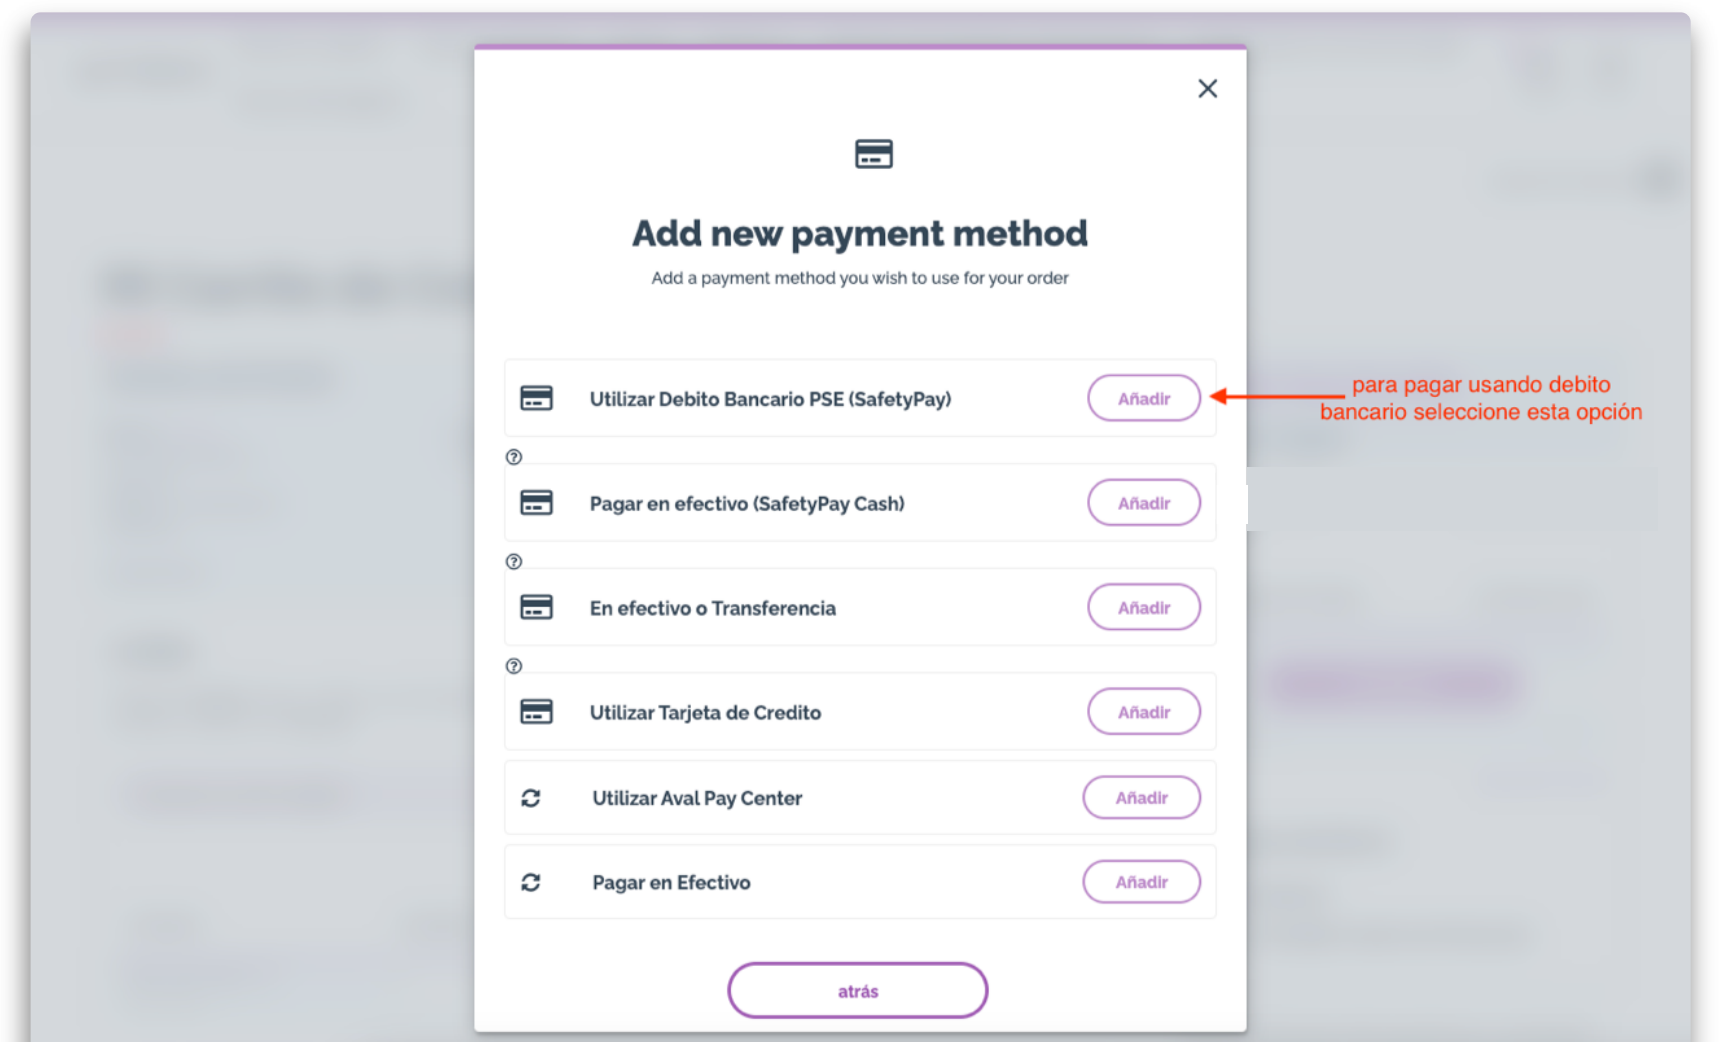 Add new payment method
Add a payment method you wish to use for your order
Utilizar Debito Bancario PSE (SafetyPay)
Añadir
para pagar usando debito
bancario seleccione esta opción
?
Pagar en efectivo (SafetyPay Cash)
Añadir
?
En efectivo o Transferencia
Añadir
?
Utilizar Tarjeta de Credito
Añadir
Utilizar Aval Pay Center
Añadir
Pagar en Efectivo
Añadir
atrás